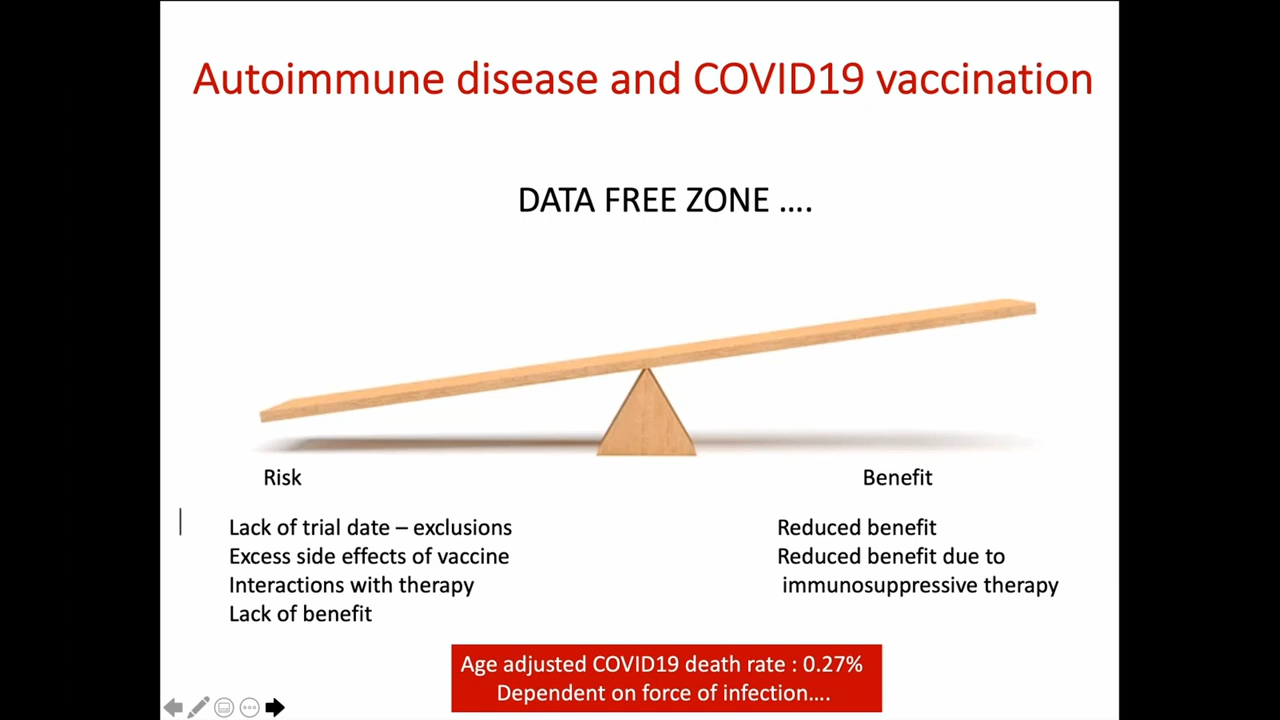 Autoimmune disease and COVID19 vaccination
DATA FREE ZONE ....
Risk
Benefit
Lack of trial date – exclusions
Excess side effects of vaccine
Interactions with therapy
Lack of benefit
Reduced benefit
Reduced benefit due to
immunosuppressive therapy
Age adjusted COVID19 death rate : 0.27%
Dependent on force of infection....